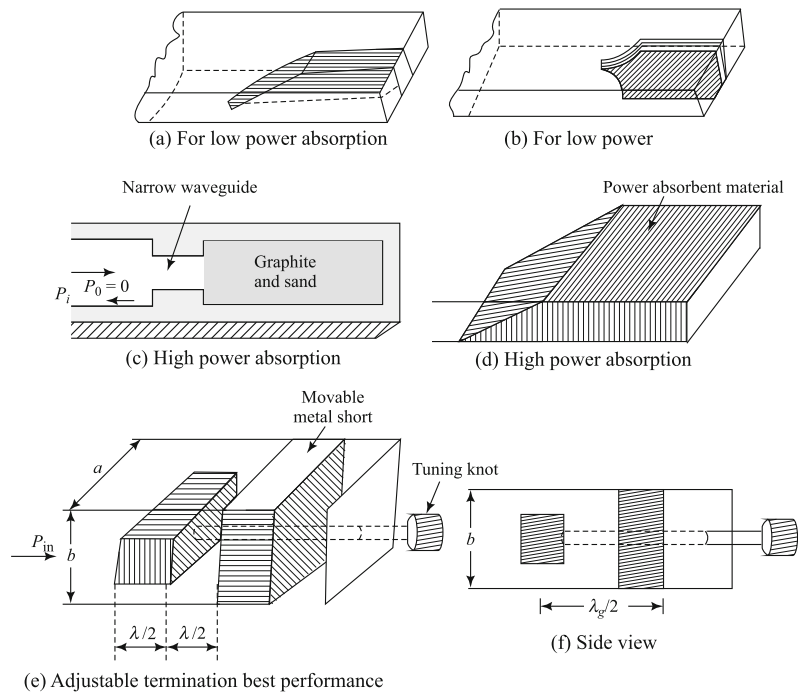 (a) For low power absorption
(b) For low power
Narrow waveguide
Graphite
and sand
P₀ = 0
Pᵢ
(c) High power absorption
Power absorbent material
(d) High power absorption
Movable
metal short
a
Tuning knot
P_in
b
λ/2
λ/2
(e) Adjustable termination best performance
b
λ_g/2
(f) Side view